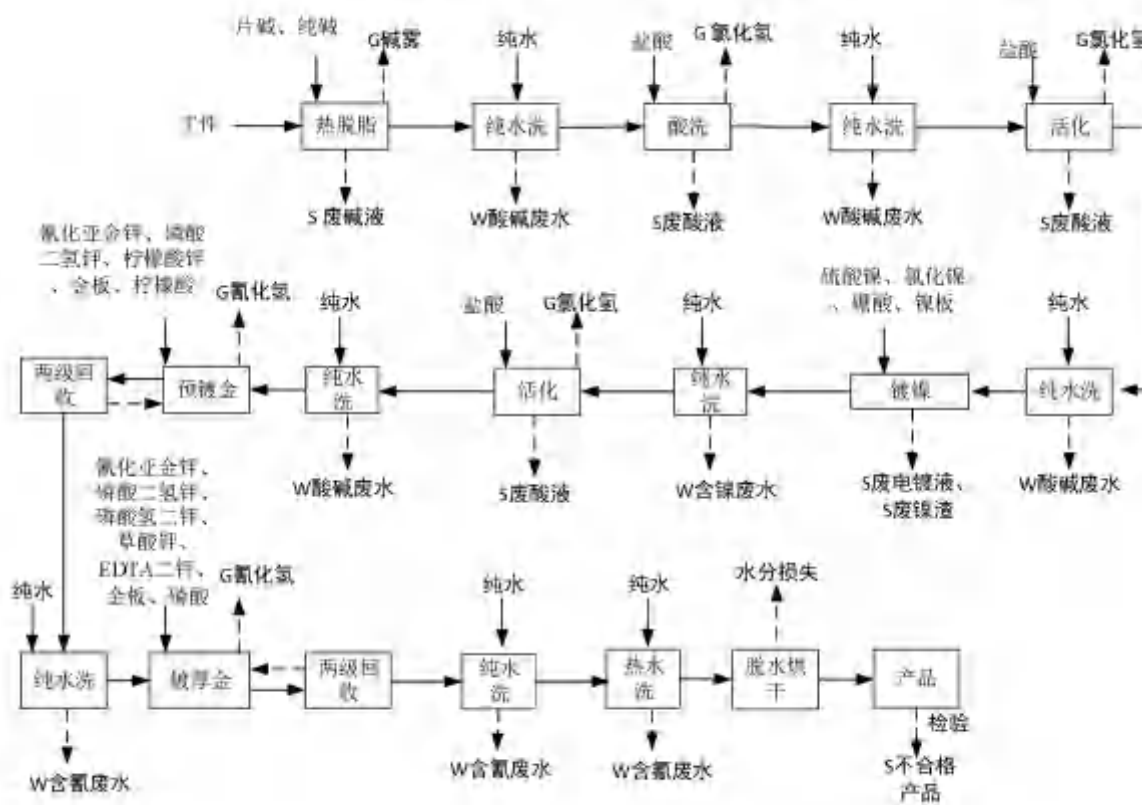 片碱、纯碱
G碱雾
纯水
盐酸
G 氯化氢
纯水
盐酸
G氯化氢
工件
热脱脂
纯水洗
酸洗
纯水洗
活化
S 废碱液
W酸碱废水
S废酸液
W酸碱废水
S废酸液
氰化亚金钾、磷酸
二氢钾、柠檬酸钾
、金板、柠檬酸
G氰化氢
纯水
盐酸
G氯化氢
纯水
硫酸镍、氯化镍
、硼酸、镍板
纯水
两级回
收
预镀金
纯水
洗
活化
纯水
洗
镀镍
纯水洗
W酸碱废水
S废酸液
W含镍废水
S废电镀液、
S废镍渣
W酸碱废水
氰化亚金钾、
磷酸二氢钾、
磷酸氢二钾、
草酸钾、
EDTA二钾、
金板、磷酸
G氰化氢
纯水
纯水
纯水
水分损失
纯水洗
镀厚金
两级回
收
纯水
洗
热水
洗
脱水烘
干
产品
检验
W含氰废水
W含氰废水
W含氰废水
S不合格
产品